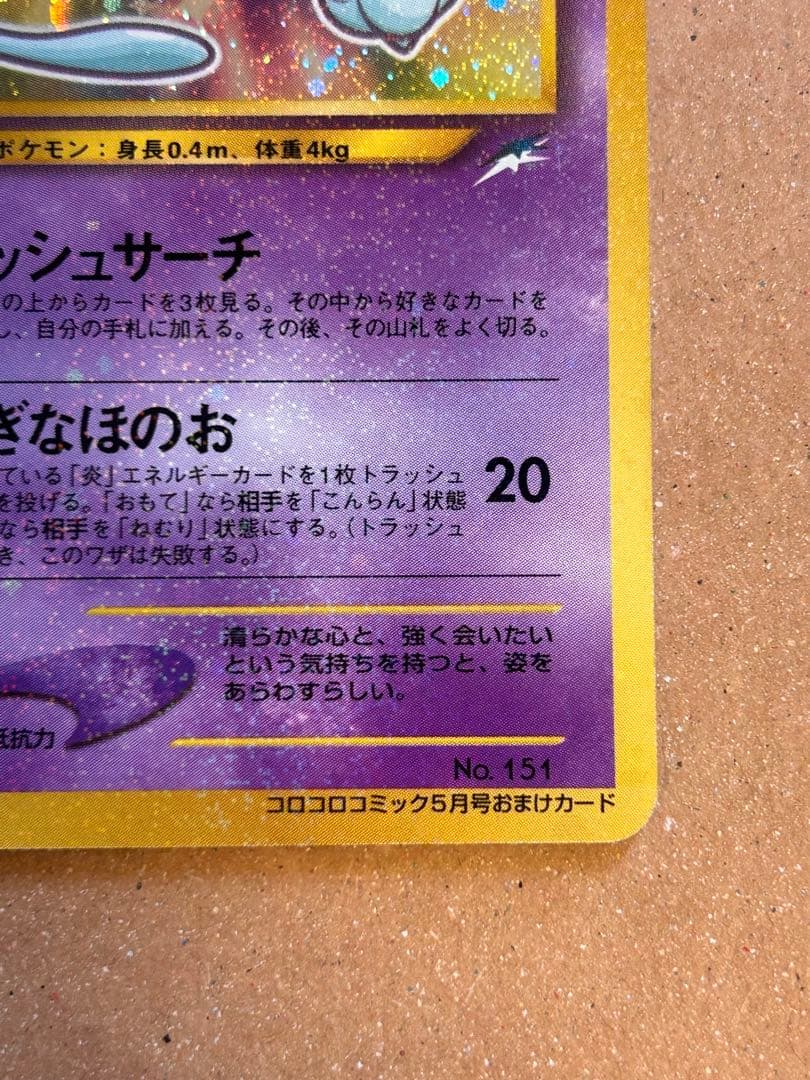 ポケモン：身長0.4m、体重4kg
ッシュサーチ
の上からカードを3枚見る。その中から好きなカードを
し、自分の手札に加える。その後、その山札をよく切る。
ぎなほのお
ている「炎」エネルギーカードを1枚トラッシュ
を投げる。「おもて」なら相手を「こんらん」状態
なら相手を「ねむり」状態にする。（トラッシュ
き、このワザは失敗する。）
20
清らかな心と、強く会いたい
という気持ちを持つと、姿を
あらわすらしい。
抵抗力
No. 151
コロコロコミック5月号おまけカード